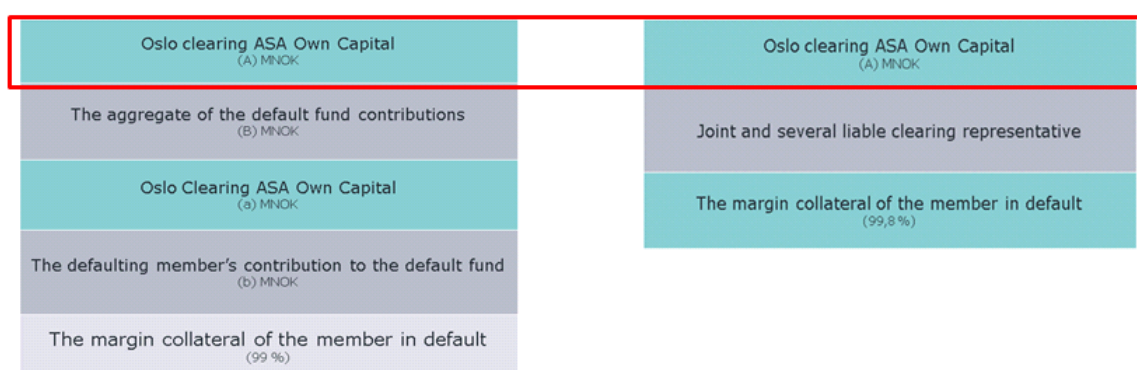 Oslo clearing ASA Own Capital
(A) MNOK
The aggregate of the default fund contributions
(B) MNOK
Oslo Clearing ASA Own Capital
(a) MNOK
The defaulting member's contribution to the default fund
(b) MNOK
The margin collateral of the member in default
(99 %)
Oslo clearing ASA Own Capital
(A) MNOK
Joint and several liable clearing representative
The margin collateral of the member in default
(99,8 %)